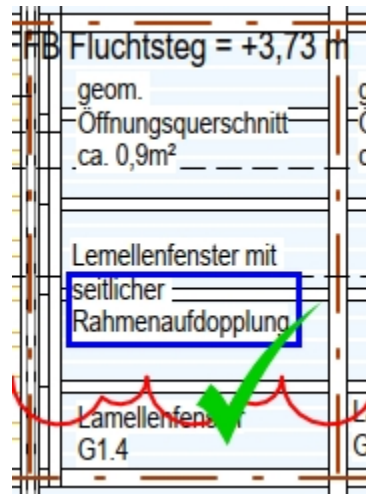 FB Fluchtsteg = +3,73 m
geom.
Öffnungsquerschnitt
ca. 0,9m²
Lemellenfenster mit
seitlicher
Rahmenaufdopplung
Lamellenfenster
G1.4